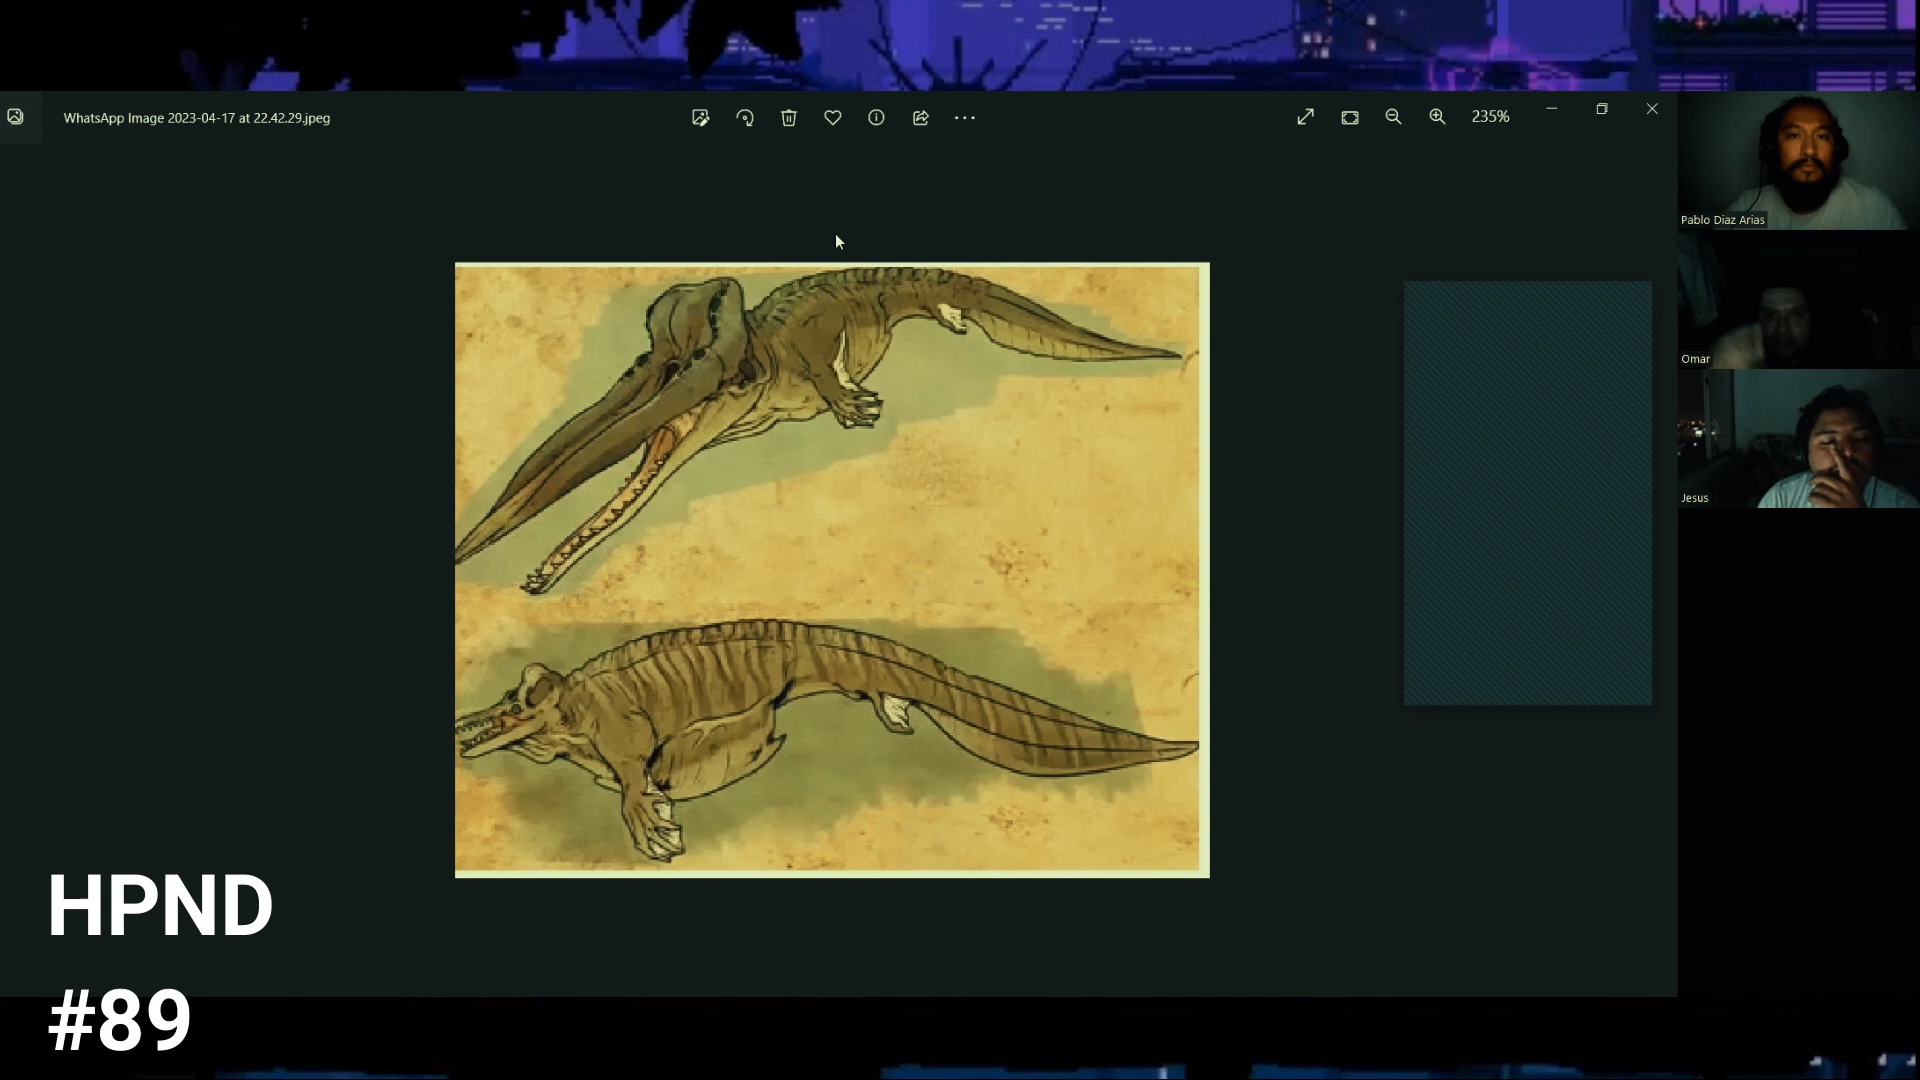 WhatsApp Image 2023-04-17 at 22.42.29.jpeg
235%
Pablo Diaz Arias
Omar
Jesus
HPND
#89